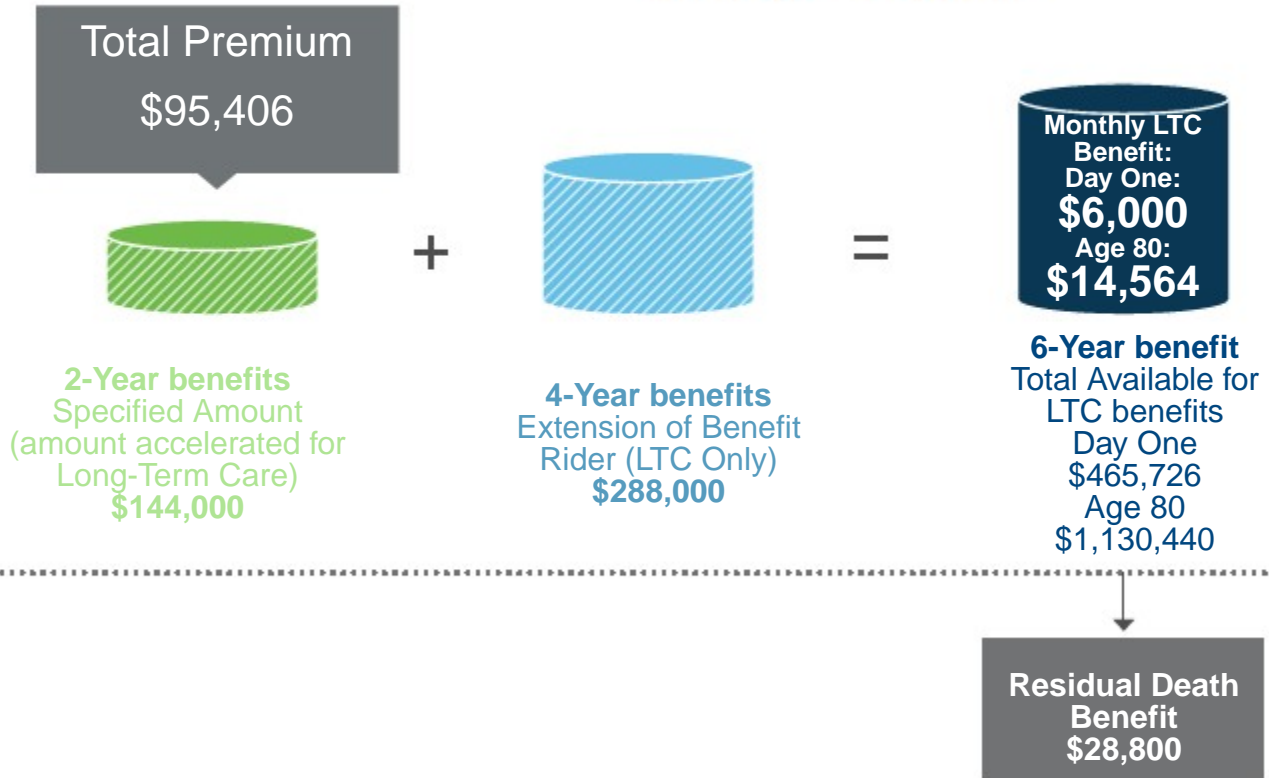 Total Premium
$95,406
+
=
Monthly LTC
Benefit:
Day One:
$6,000
Age 80:
$14,564
2-Year benefits
Specified Amount
(amount accelerated for
Long-Term Care)
$144,000
4-Year benefits
Extension of Benefit
Rider (LTC Only)
$288,000
6-Year benefit
Total Available for
LTC benefits
Day One
$465,726
Age 80
$1,130,440
Residual Death
Benefit
$28,800